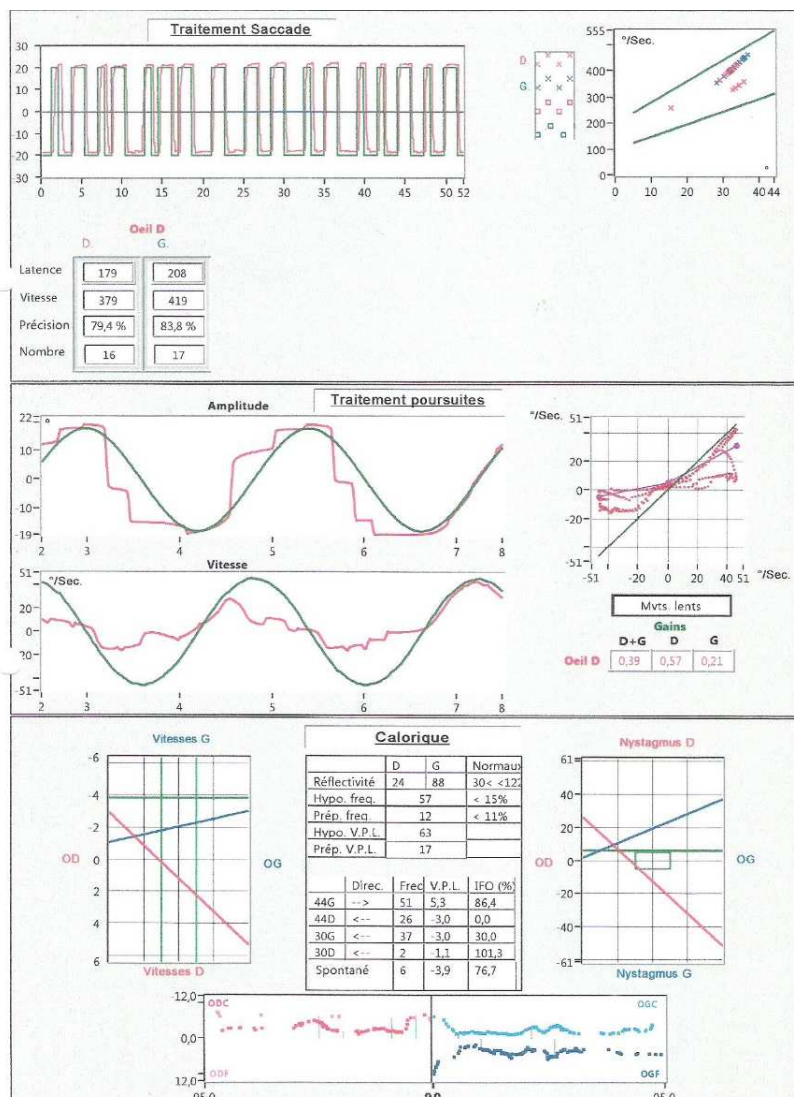 Traitement Saccade
30
20
10
0
10
20
30
0 5 10 15 20 25 30 35 40 45 50 52
D.
G.
555
°/Sec.
400
300
200
100
0
0 10 20 30 40 44
Oeil D
D. G.
Latence 179 208
Vitesse 379 419
Précision 79,4 % 83,8 %
Nombre 16 17
Traitement poursuites
Amplitude
22
°
10
0
-10
-19
2 3 4 5 6 7 8
Vitesse
51
°/Sec.
20
0
20
-51
2 3 4 5 6 7 8
°/Sec.
51
20
0
-20
-51
-51 -20 0 20 40 51
°/Sec.
Mvts. lents
Gains
D+G D G
Oeil D 0,39 0,57 0,21
Vitesses G
-6
-4
-2
0
2
4
6
OD
OG
Vitesses D
Calorique
D G Normaux
Réflectivité 24 88 30< <122
Hypo. freq. 57 < 15%
Prép. freq. 12 < 11%
Hypo. V.P.L. 63
Prép. V.P.L. 17
Direc. Frec V.P.L. IFO (%)
44G --> 51 5,3 86,4
44D <-- 26 -3,0 0,0
30G <-- 37 -3,0 30,0
30D <-- 2 -1,1 101,3
Spontané 6 -3,9 76,7
Nystagmus D
61
40
20
0
-20
-40
-61
OD
OG
Nystagmus G
-12,0
0,0
12,0
ODC
OGC
ODF
OGF